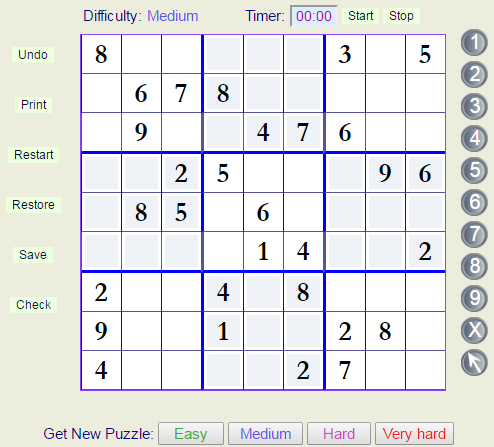 Difficulty: Medium Timer: 00:00 Start Stop
Undo
Print
Restart
Restore
Save
Check
8 3 5
6 7 8
9 4 7 6
2 5 9 6
8 5 6
1 4 2
2 4 8
9 1 2 8
4 2 7
1
2
3
4
5
6
7
8
9
X
Get New Puzzle: Easy Medium Hard Very hard